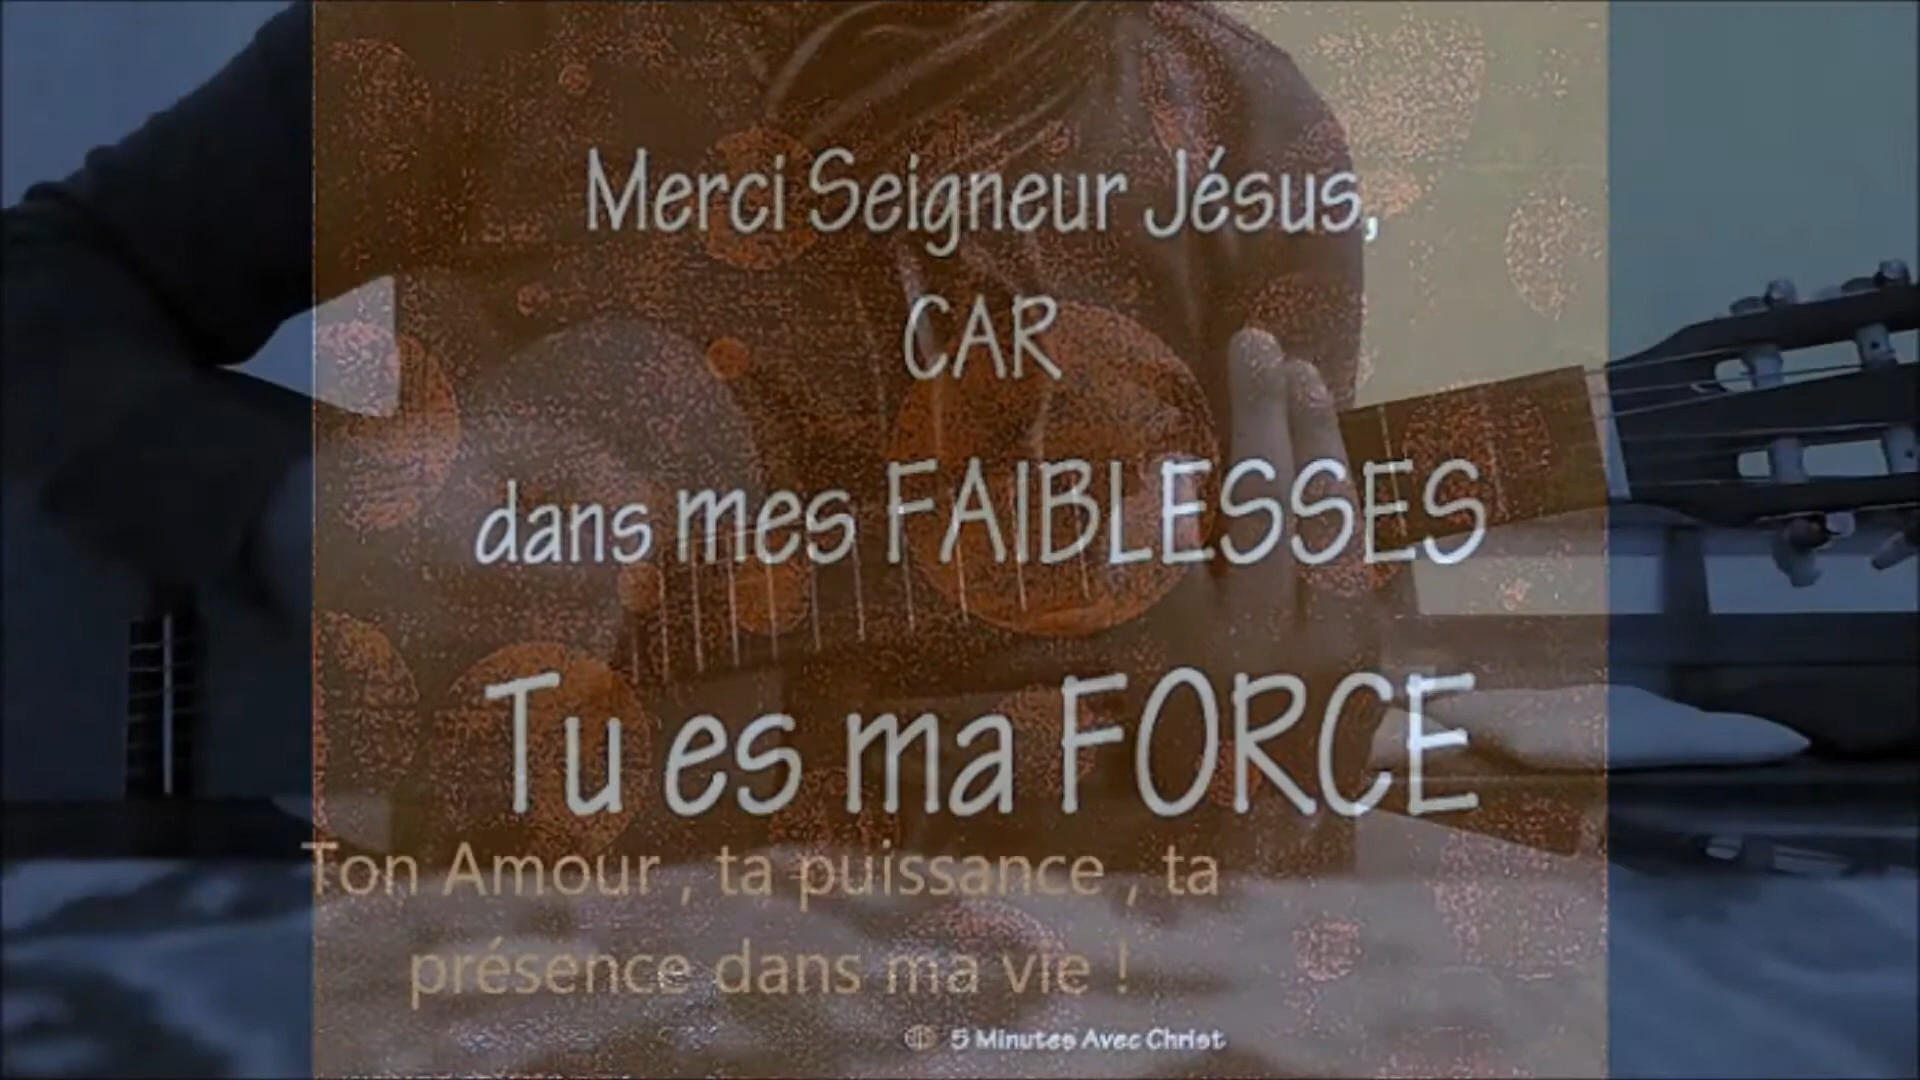 Merci Seigneur Jésus,
CAR
dans mes FAIBLESSES
Tu es ma FORCE
Ton Amour , ta puissance , ta
présence dans ma vie !
5 Minutes Avec Christ